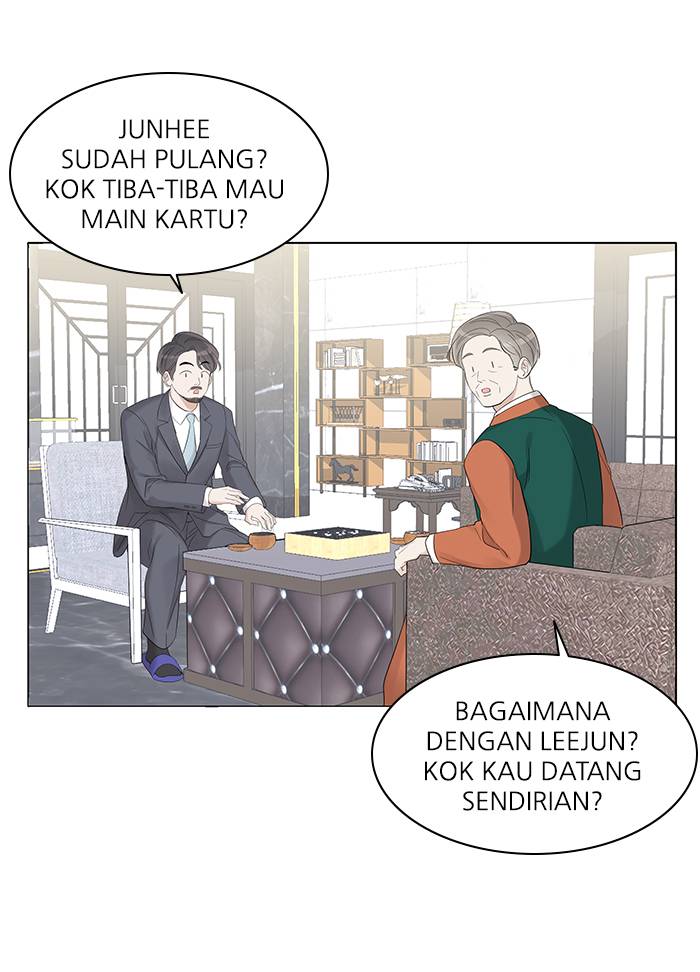 JUNHEE
SUDAH PULANG?
KOK TIBA-TIBA MAU
MAIN KARTU?
BAGAIMANA
DENGAN LEEJUN?
KOK KAU DATANG
SENDIRIAN?